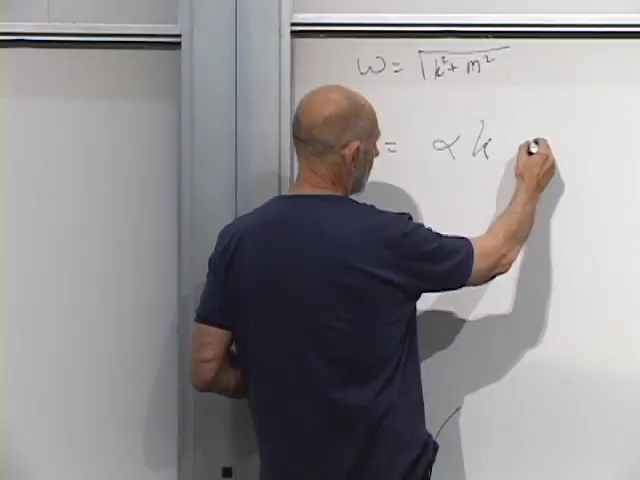 ω = √k²+ m²
= α k